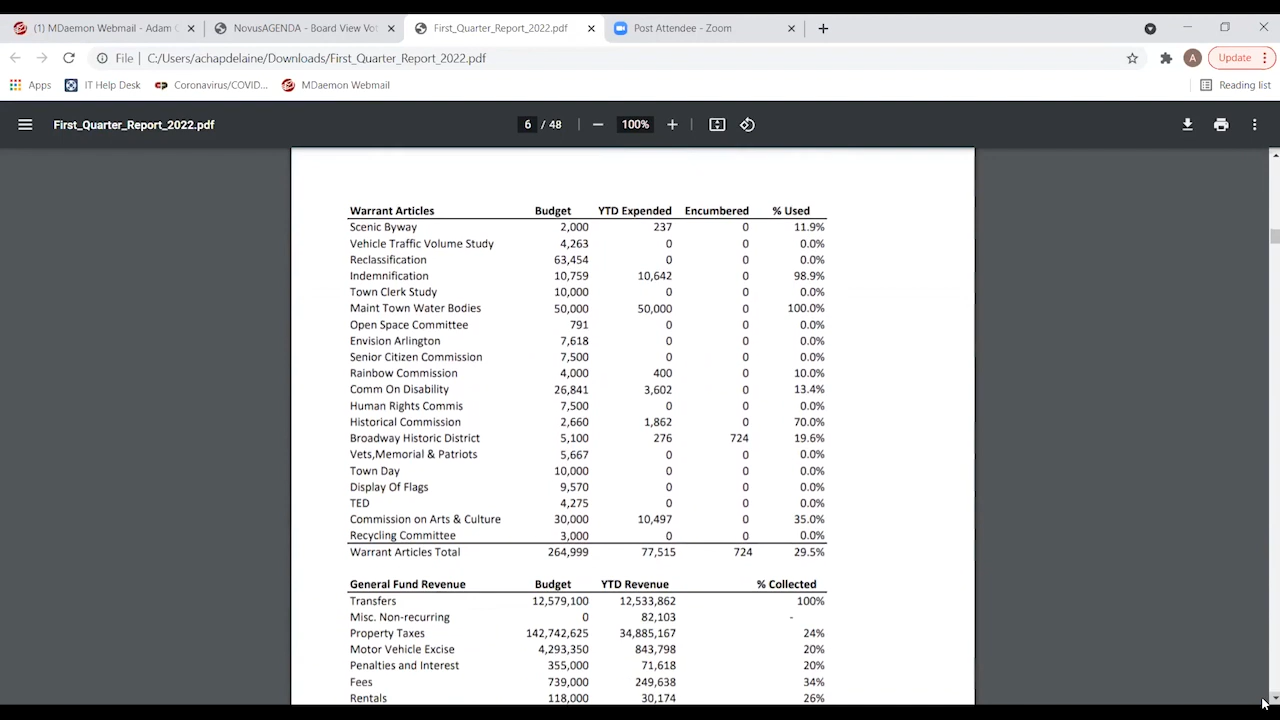 (1) MDaemon Webmail - Adam C
NovusAGENDA - Board View Vot
First_Quarter_Report_2022.pdf
Post Attendee - Zoom
File | C:/Users/achapdelaine/Downloads/First_Quarter_Report_2022.pdf
A
Update
Apps
IT Help Desk
Coronavirus/COVID...
MDaemon Webmail
Reading list
First_Quarter_Report_2022.pdf
6 / 48
100%
Warrant Articles Budget YTD Expended Encumbered % Used
Scenic Byway 2,000 237 0 11.9%
Vehicle Traffic Volume Study 4,263 0 0 0.0%
Reclassification 63,454 0 0 0.0%
Indemnification 10,759 10,642 0 98.9%
Town Clerk Study 10,000 0 0 0.0%
Maint Town Water Bodies 50,000 50,000 0 100.0%
Open Space Committee 791 0 0 0.0%
Envision Arlington 7,618 0 0 0.0%
Senior Citizen Commission 7,500 0 0 0.0%
Rainbow Commission 4,000 400 0 10.0%
Comm On Disability 26,841 3,602 0 13.4%
Human Rights Commis 7,500 0 0 0.0%
Historical Commission 2,660 1,862 0 70.0%
Broadway Historic District 5,100 276 724 19.6%
Vets,Memorial & Patriots 5,667 0 0 0.0%
Town Day 10,000 0 0 0.0%
Display Of Flags 9,570 0 0 0.0%
TED 4,275 0 0 0.0%
Commission on Arts & Culture 30,000 10,497 0 35.0%
Recycling Committee 3,000 0 0 0.0%
Warrant Articles Total 264,999 77,515 724 29.5%
General Fund Revenue Budget YTD Revenue % Collected
Transfers 12,579,100 12,533,862 100%
Misc. Non-recurring 0 82,103 -
Property Taxes 142,742,625 34,885,167 24%
Motor Vehicle Excise 4,293,350 843,798 20%
Penalties and Interest 355,000 71,618 20%
Fees 739,000 249,638 34%
Rentals 118,000 30,174 26%